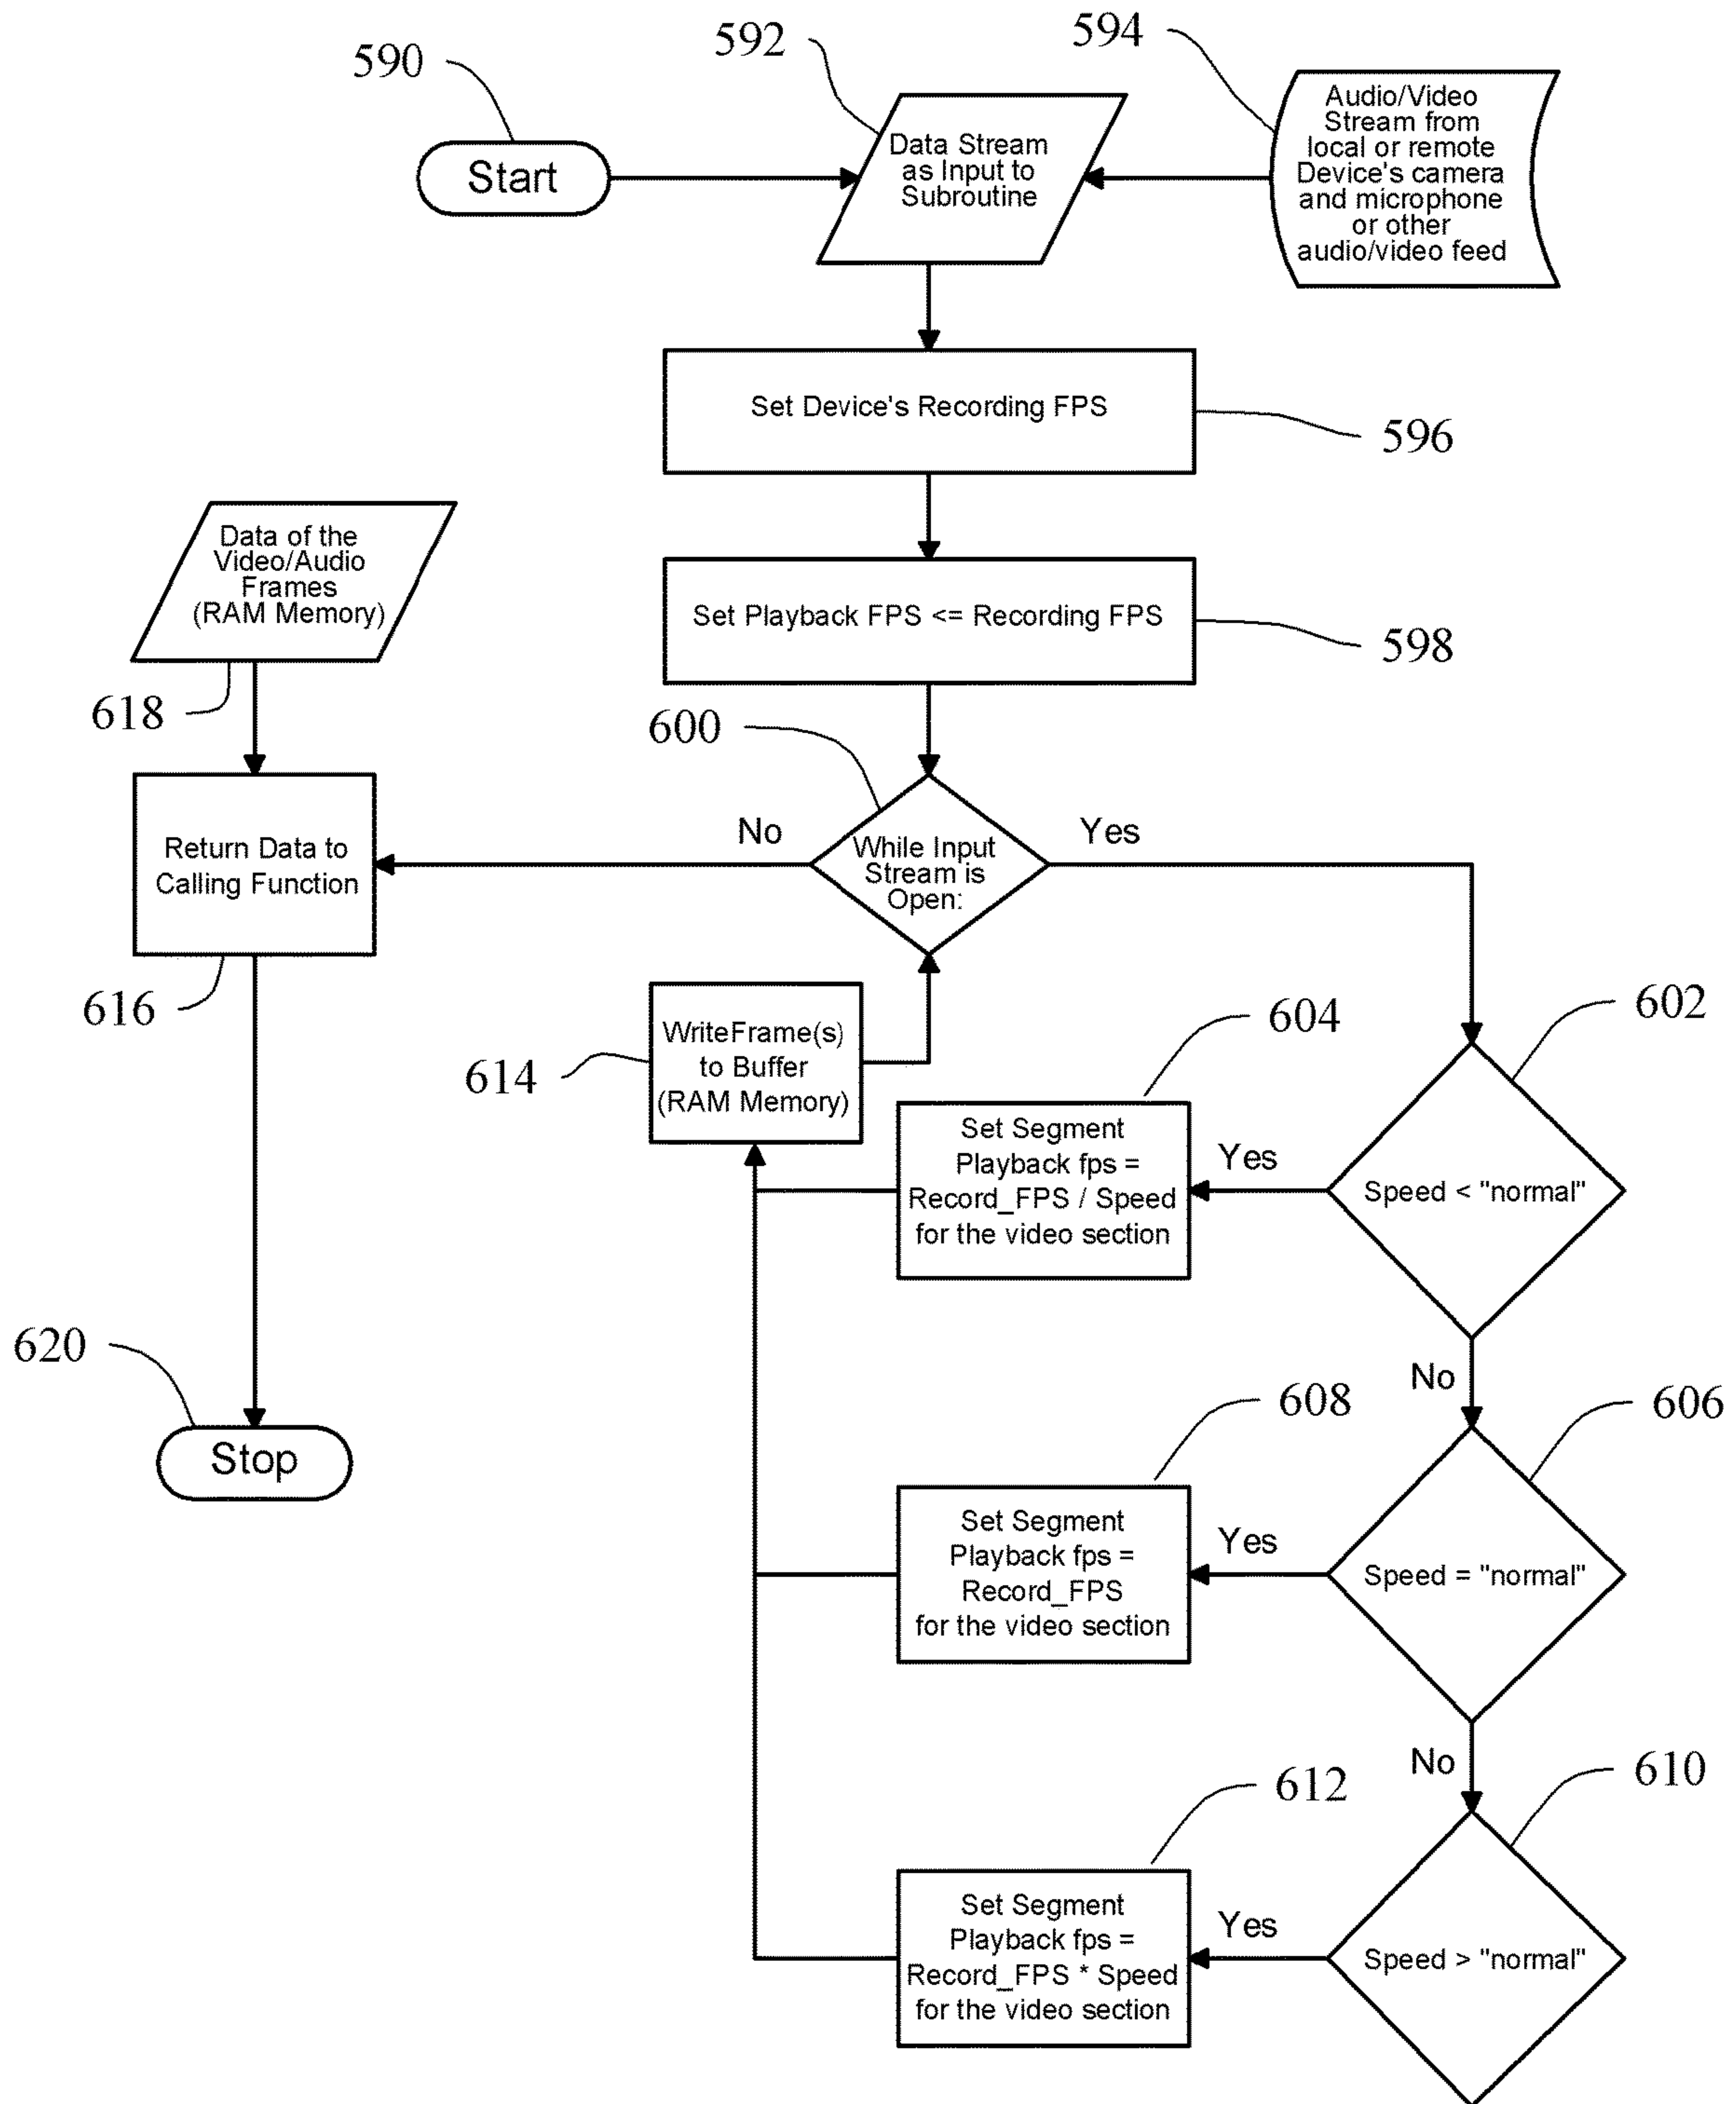 590
592
594
Start
Data Stream
as Input to
Subroutine
Audio/Video
Stream from
local or remote
Device's camera
and microphone
or other
audio/video feed
Set Device's Recording FPS
596
Set Playback FPS <= Recording FPS
598
Data of the
Video/Audio
Frames
(RAM Memory)
618
600
No
Yes
While Input
Stream is
Open:
Return Data to
Calling Function
616
WriteFrame(s)
to Buffer
(RAM Memory)
614
602
604
Speed < "normal"
Yes
Set Segment
Playback fps =
Record_FPS / Speed
for the video section
No
620
Stop
606
608
Speed = "normal"
Yes
Set Segment
Playback fps =
Record_FPS
for the video section
No
610
612
Speed > "normal"
Yes
Set Segment
Playback fps =
Record_FPS * Speed
for the video section